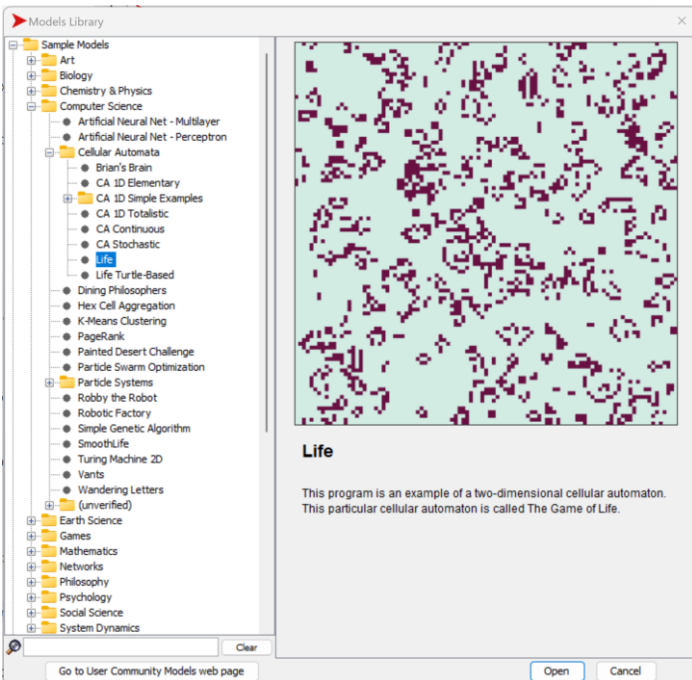 Models Library
Sample Models
Art
Biology
Chemistry & Physics
Computer Science
Artificial Neural Net - Multilayer
Artificial Neural Net - Perceptron
Cellular Automata
Brian's Brain
CA 1D Elementary
CA 1D Simple Examples
CA 1D Totalistic
CA Continuous
CA Stochastic
Life
Life Turtle-Based
Dining Philosophers
Hex Cell Aggregation
K-Means Clustering
PageRank
Painted Desert Challenge
Particle Swarm Optimization
Particle Systems
Robby the Robot
Robotic Factory
Simple Genetic Algorithm
SmoothLife
Turing Machine 2D
Vants
Wandering Letters
(unverified)
Earth Science
Games
Mathematics
Networks
Philosophy
Psychology
Social Science
System Dynamics
Clear
Go to User Community Models web page
Life
This program is an example of a two-dimensional cellular automaton.
This particular cellular automaton is called The Game of Life.
Open
Cancel